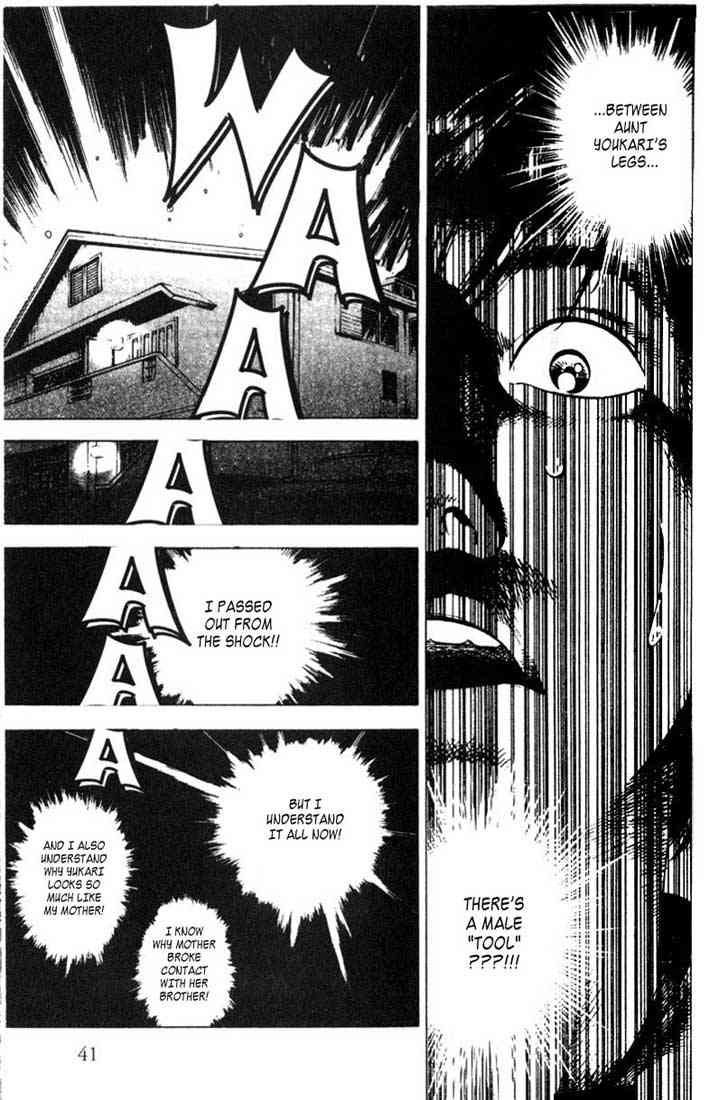 ...BETWEEN
AUNT
YOUKARI'S
LEGS...
THERE'S
A MALE
"TOOL"
???!!!
WAAAAAA
I PASSED
OUT FROM
THE SHOCK!!
BUT I
UNDERSTAND
IT ALL NOW!
AND I ALSO
UNDERSTAND
WHY YUKARI
LOOKS SO
MUCH LIKE
MY MOTHER!
I KNOW
WHY MOTHER
BROKE
CONTACT
WITH HER
BROTHER!
41